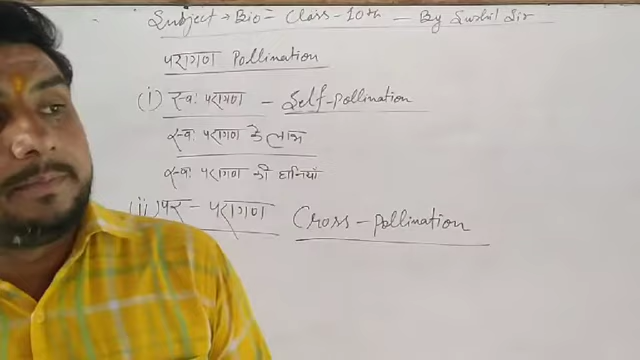 Subject → Bio = Class - 10th - By Sushil Sir
परागण Pollination
(i) स्व: परागण - Self-pollination
स्व: परागण के लाभ
स्व: परागण की हानियाँ
(ii) पर - परागण Cross-pollination